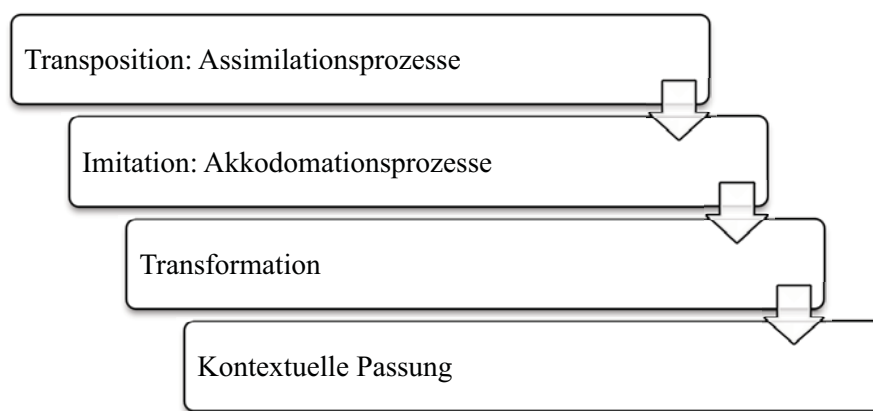 Transposition: Assimilationsprozesse
Imitation: Akkodomationsprozesse
Transformation
Kontextuelle Passung